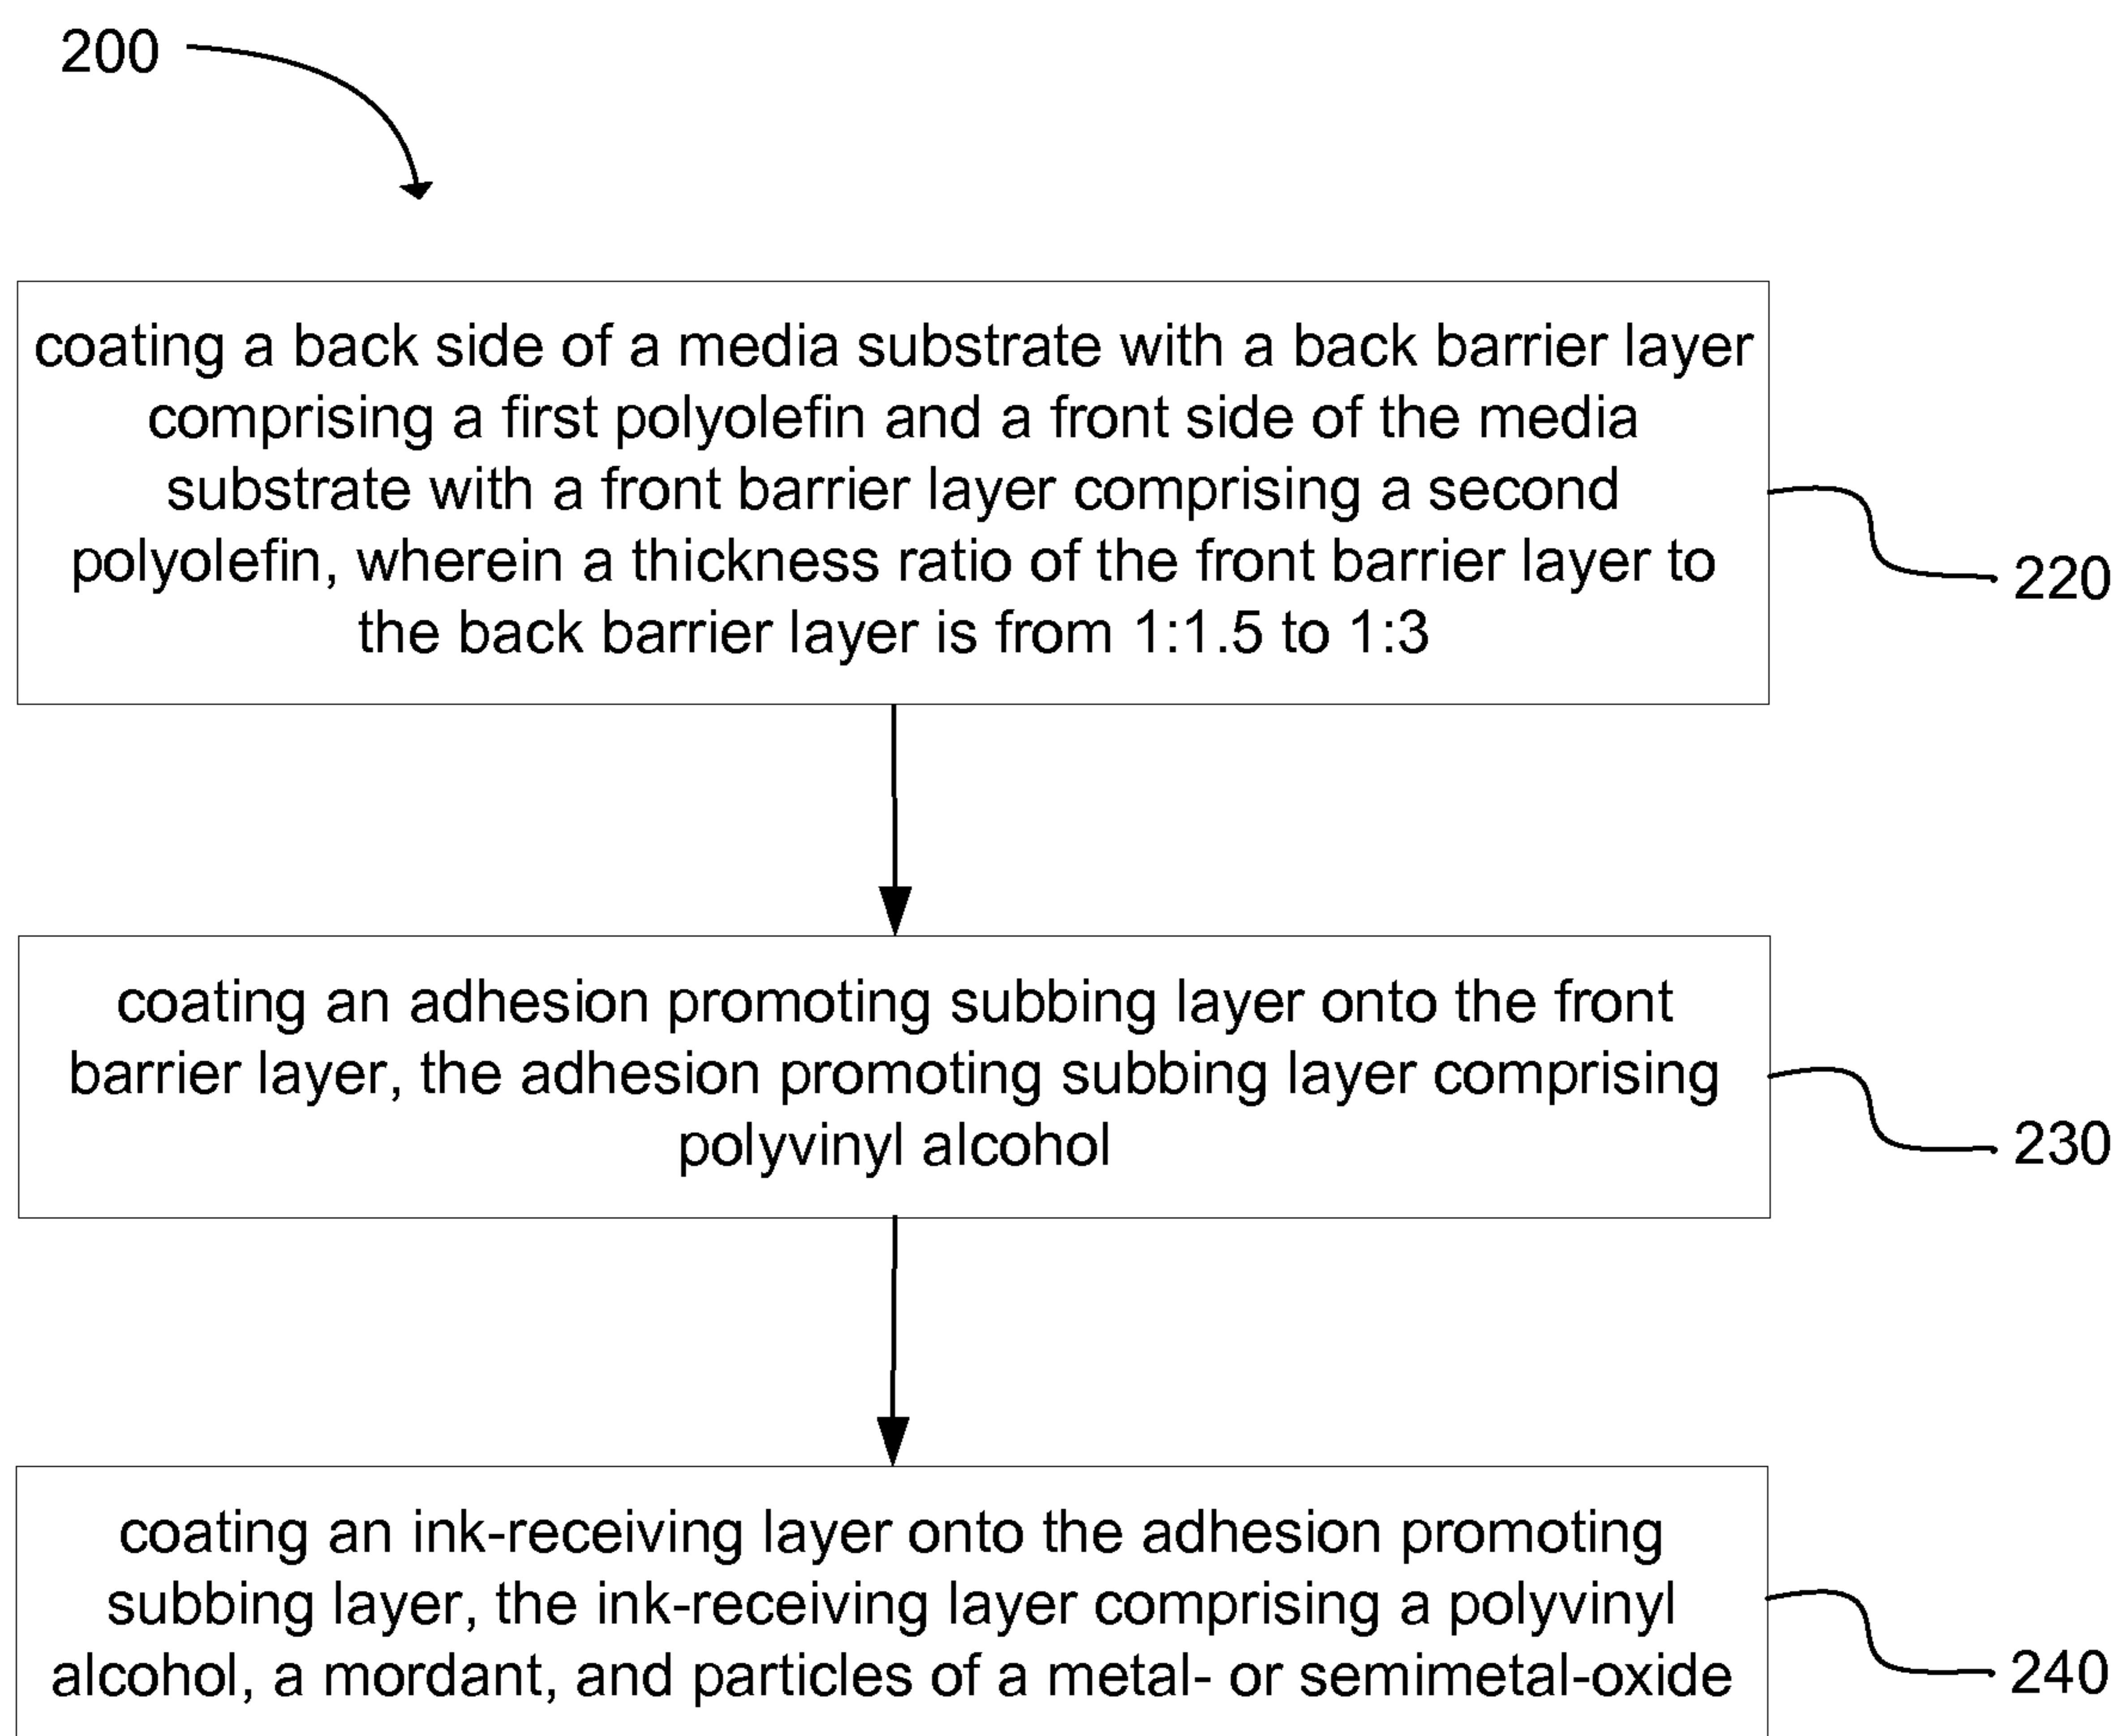 200
coating a back side of a media substrate with a back barrier layer
comprising a first polyolefin and a front side of the media
substrate with a front barrier layer comprising a second
polyolefin, wherein a thickness ratio of the front barrier layer to
the back barrier layer is from 1:1.5 to 1:3
220
coating an adhesion promoting subbing layer onto the front
barrier layer, the adhesion promoting subbing layer comprising
polyvinyl alcohol
230
coating an ink-receiving layer onto the adhesion promoting
subbing layer, the ink-receiving layer comprising a polyvinyl
alcohol, a mordant, and particles of a metal- or semimetal-oxide
240